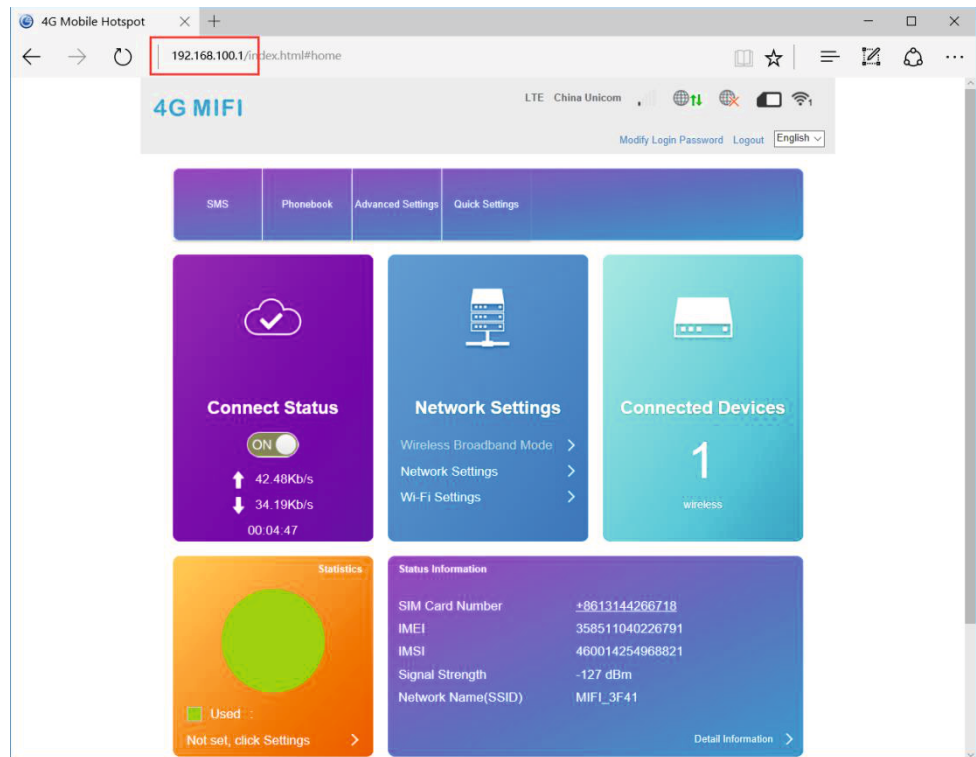 4G Mobile Hotspot
192.168.100.1/index.html#home
4G MIFI
LTE China Unicom
1
Modify Login Password Logout English
SMS Phonebook Advanced Settings Quick Settings
Connect Status
ON
42.48Kb/s
34.19Kb/s
00:04:47
Network Settings
Wireless Broadband Mode
Network Settings
Wi-Fi Settings
Connected Devices
1
wireless
Statistics
Used :
Not set, click Settings
Status Information
SIM Card Number +8613144266718
IMEI 358511040226791
IMSI 460014254968821
Signal Strength -127 dBm
Network Name(SSID) MIFI_3F41
Detail Information